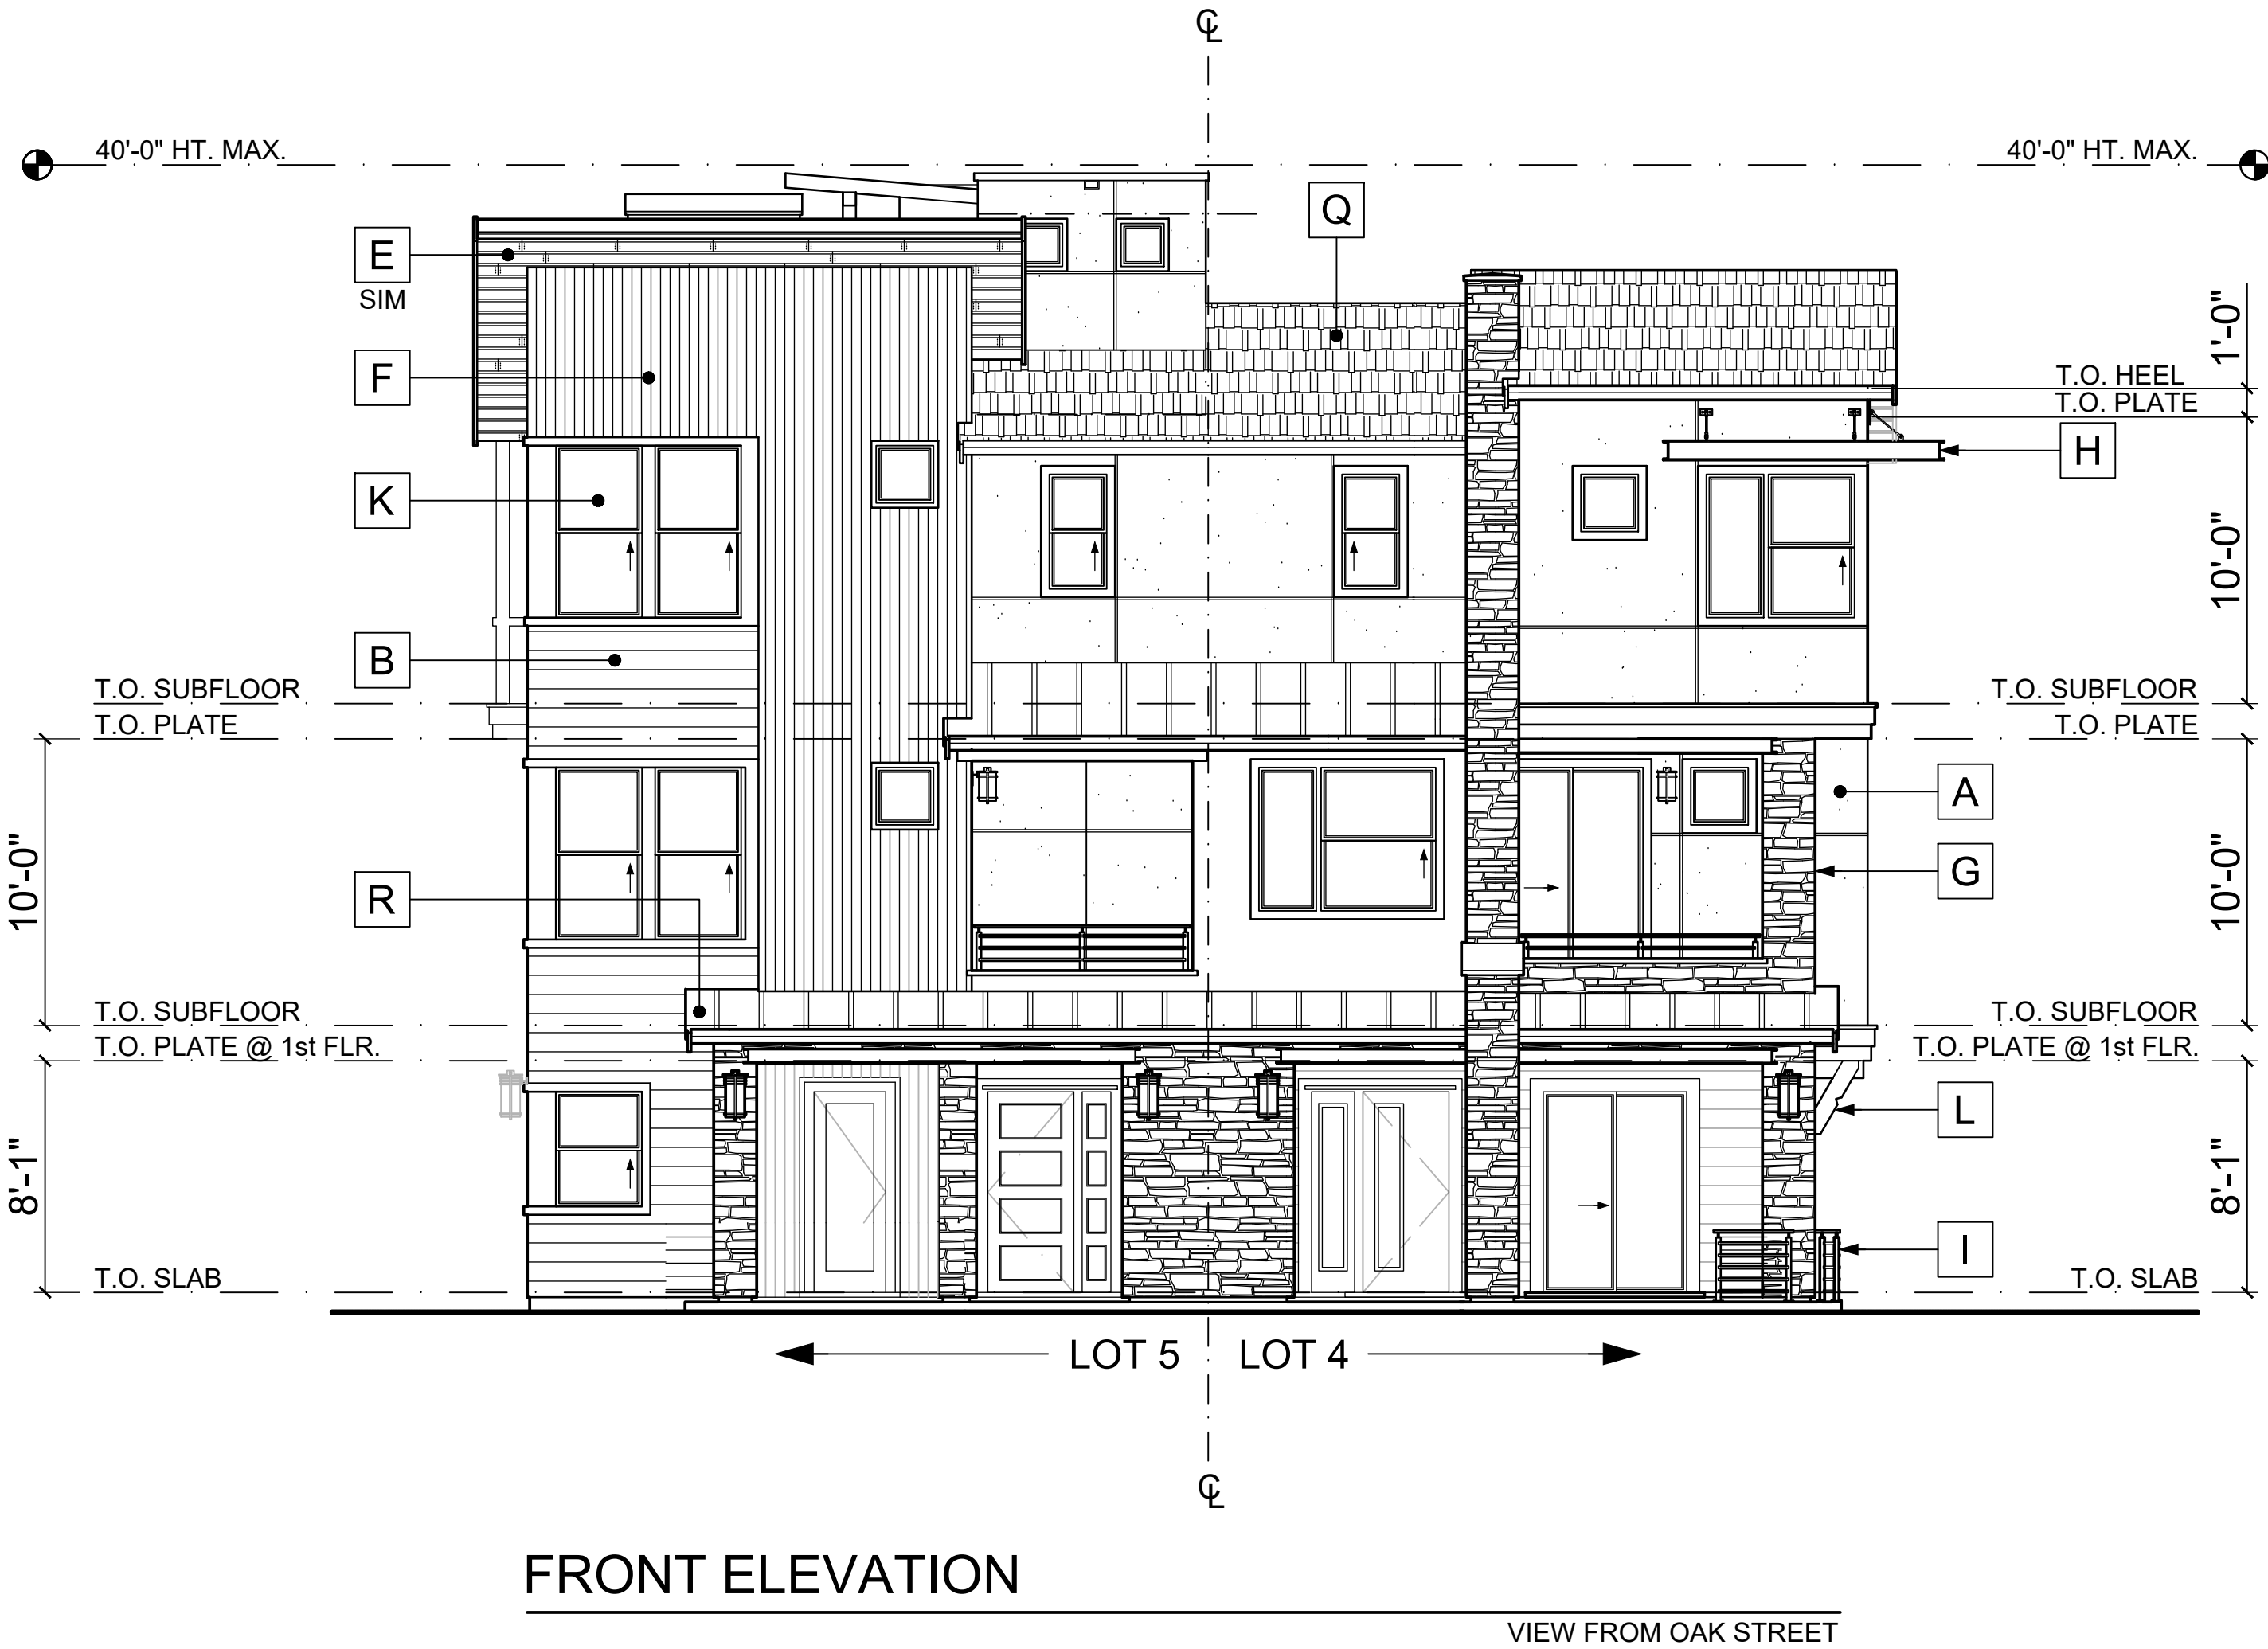 ℄
40'-0" HT. MAX.
40'-0" HT. MAX.
Q
E
SIM
F
K
B
T.O. SUBFLOOR
T.O. PLATE
10'-0"
R
T.O. SUBFLOOR
T.O. PLATE @ 1st FLR.
8'-1"
T.O. SLAB
1'-0"
T.O. HEEL
T.O. PLATE
H
10'-0"
T.O. SUBFLOOR
T.O. PLATE
A
10'-0"
G
T.O. SUBFLOOR
T.O. PLATE @ 1st FLR.
L
8'-1"
I
T.O. SLAB
LOT 5
LOT 4
℄
FRONT ELEVATION
VIEW FROM OAK STREET